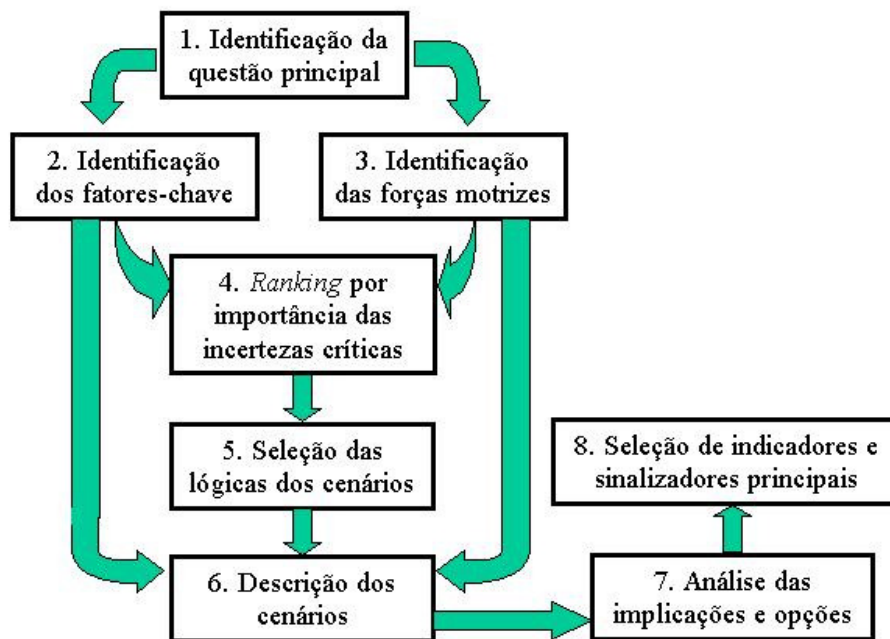 1. Identificação da
questão principal
2. Identificação
dos fatores-chave
3. Identificação
das forças motrizes
4. Ranking por
importância das
incertezas críticas
5. Seleção das
lógicas dos cenários
6. Descrição dos
cenários
7. Análise das
implicações e opções
8. Seleção de indicadores e
sinalizadores principais